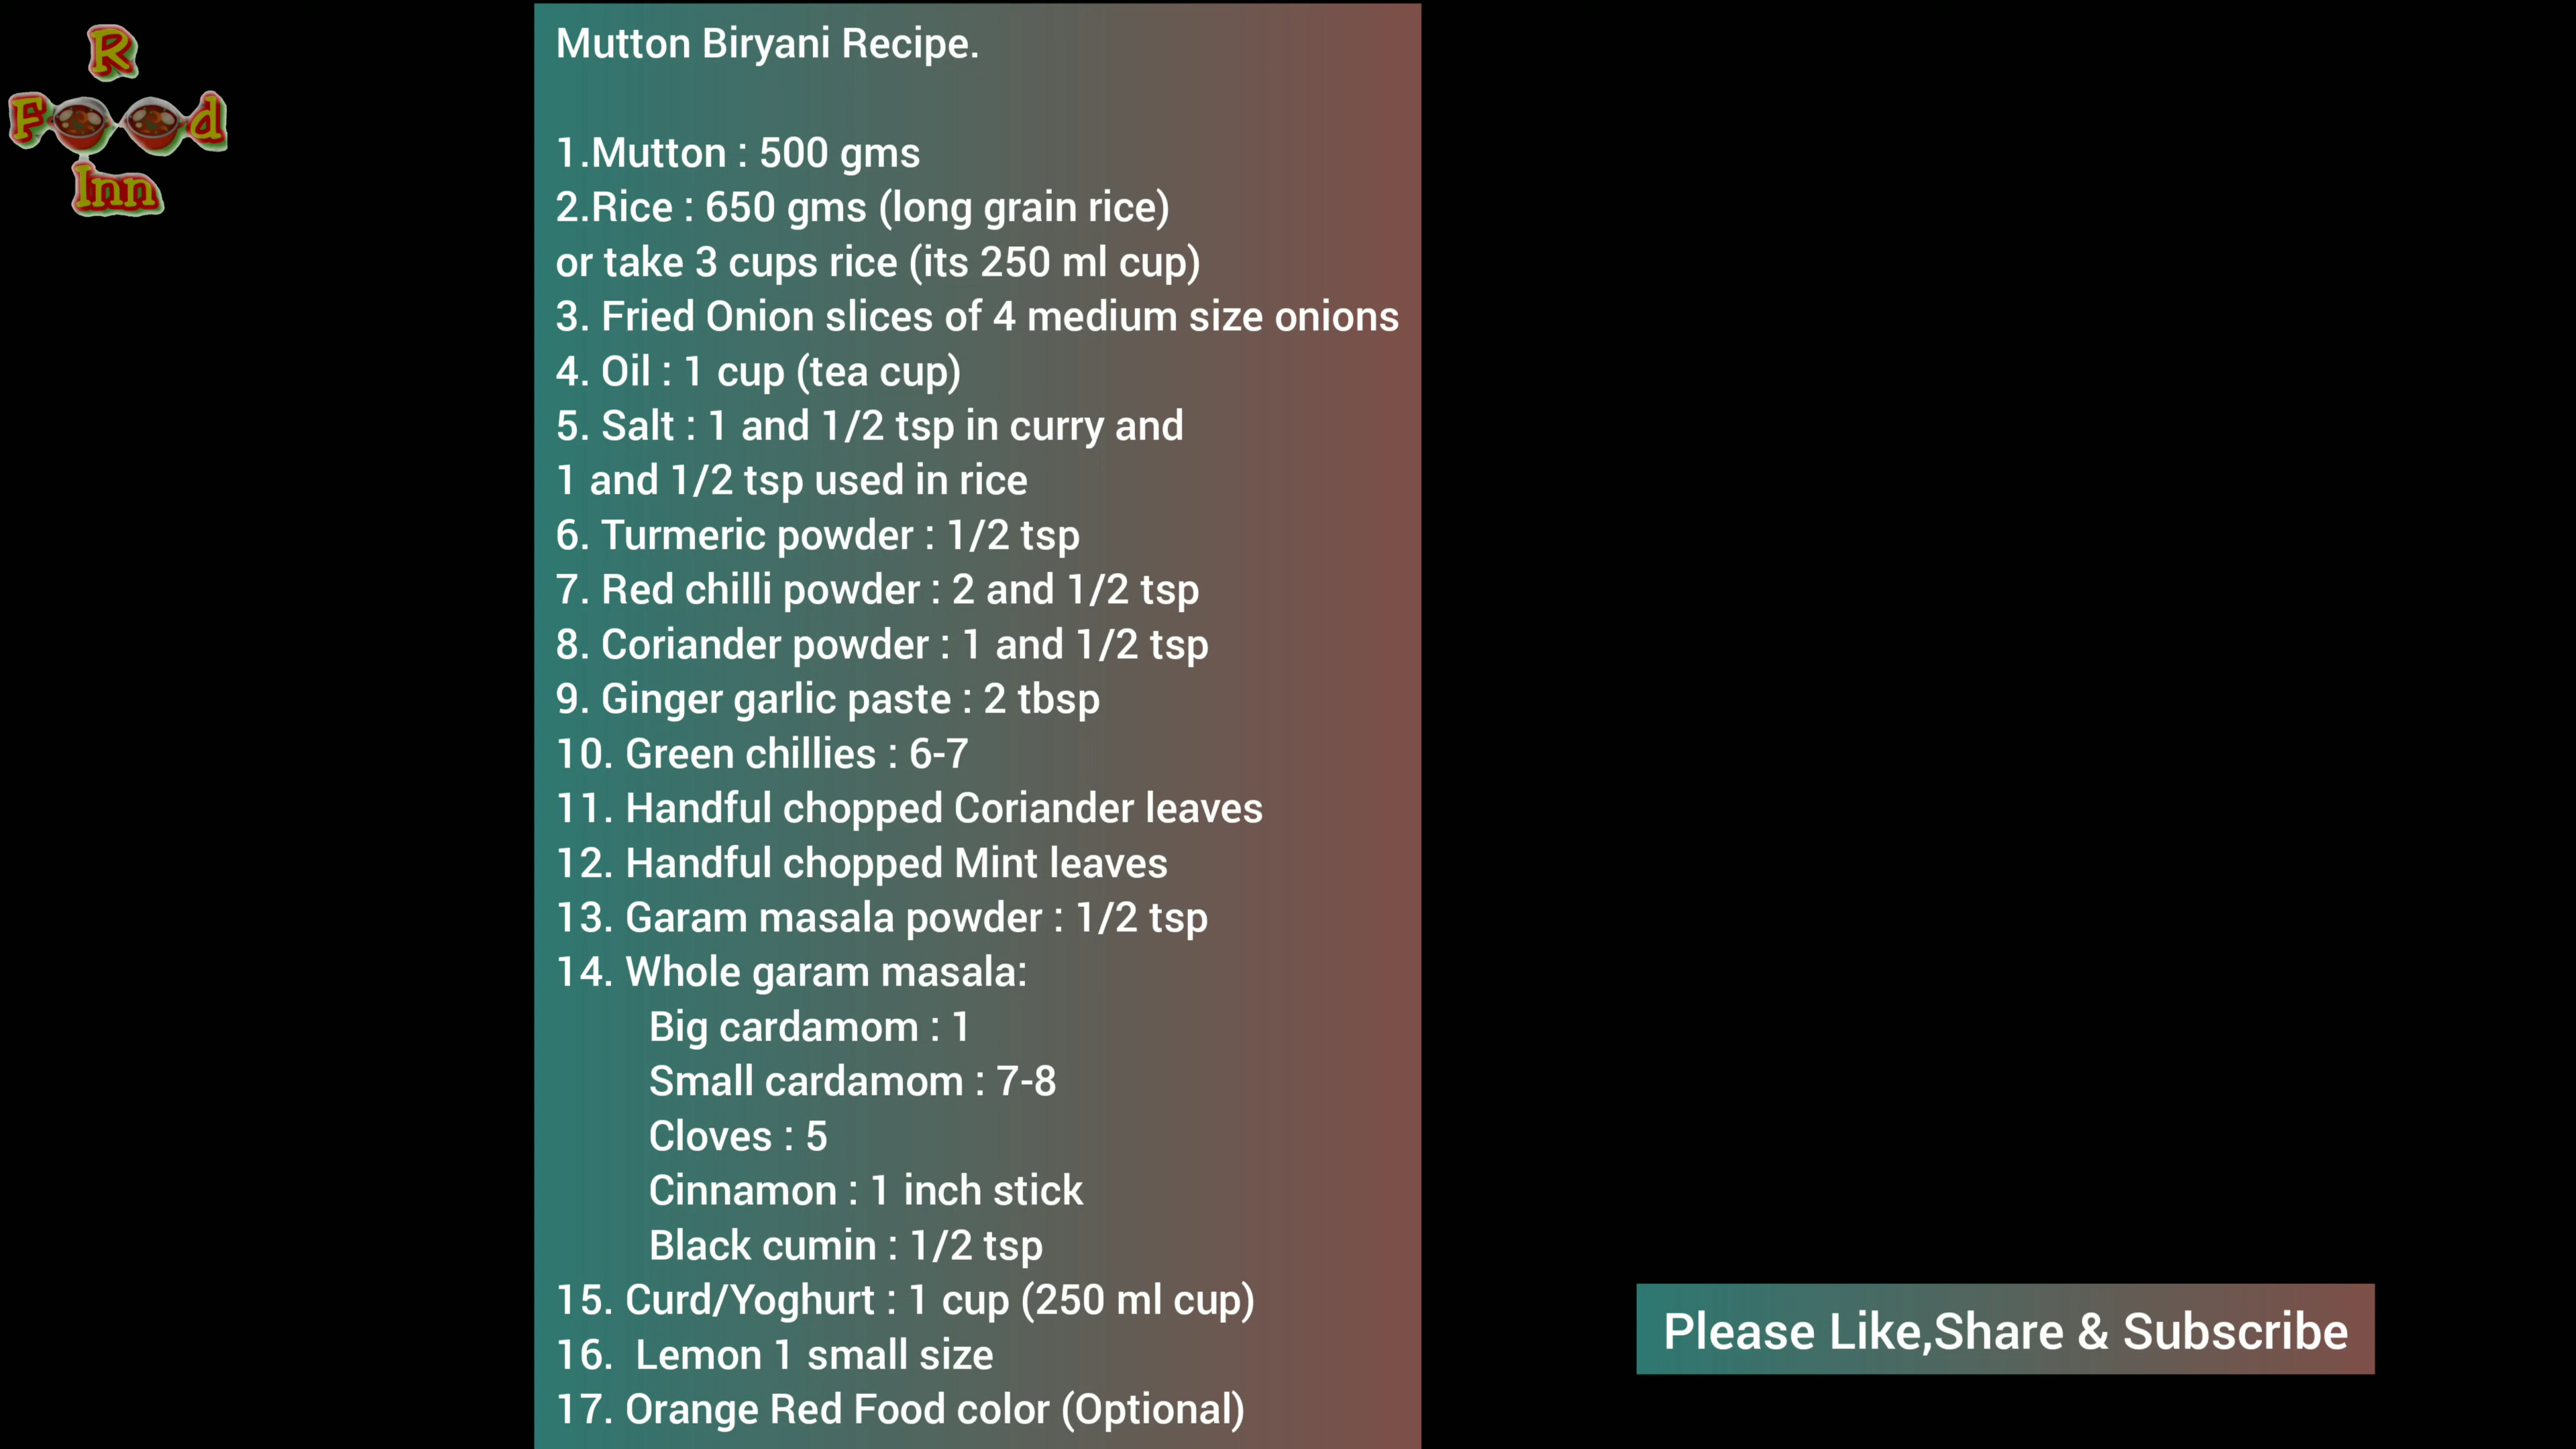 R
Food
Inn
Mutton Biryani Recipe.
1.Mutton : 500 gms
2.Rice : 650 gms (long grain rice)
or take 3 cups rice (its 250 ml cup)
3. Fried Onion slices of 4 medium size onions
4. Oil : 1 cup (tea cup)
5. Salt : 1 and 1/2 tsp in curry and
1 and 1/2 tsp used in rice
6. Turmeric powder : 1/2 tsp
7. Red chilli powder : 2 and 1/2 tsp
8. Coriander powder : 1 and 1/2 tsp
9. Ginger garlic paste : 2 tbsp
10. Green chillies : 6-7
11. Handful chopped Coriander leaves
12. Handful chopped Mint leaves
13. Garam masala powder : 1/2 tsp
14. Whole garam masala:
Big cardamom : 1
Small cardamom : 7-8
Cloves : 5
Cinnamon : 1 inch stick
Black cumin : 1/2 tsp
15. Curd/Yoghurt : 1 cup (250 ml cup)
16.  Lemon 1 small size
17. Orange Red Food color (Optional)
Please Like,Share & Subscribe